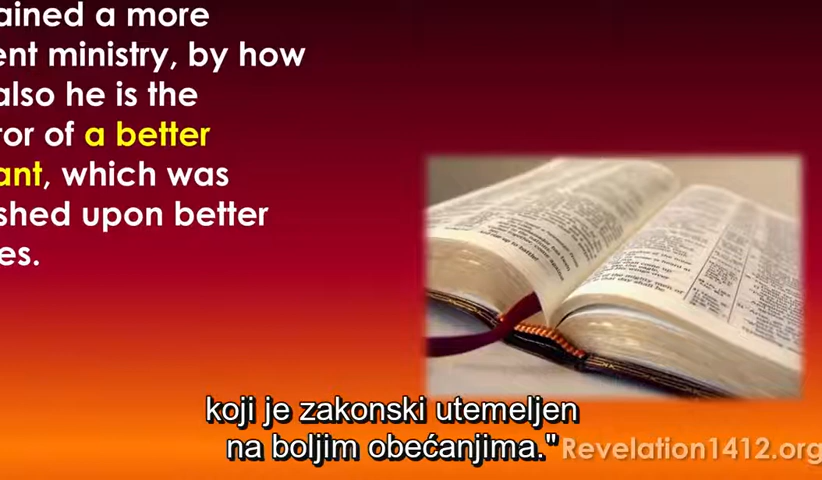 ained a more
ent ministry, by how
also he is the
tor of a better
ant, which was
shed upon better
es.
koji je zakonski utemeljen
na boljim obećanjima."
Revelation1412.org